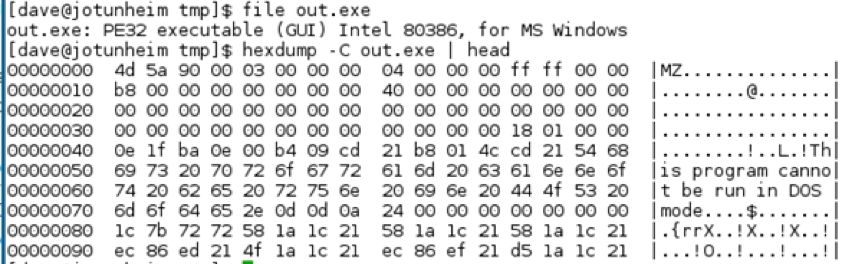 [dave@jotunheim tmp]$ file out.exe
out.exe: PE32 executable (GUI) Intel 80386, for MS Windows
[dave@jotunheim tmp]$ hexdump -C out.exe | head
00000000  4d 5a 90 00 03 00 00 00  04 00 00 00 ff ff 00 00  |MZ..............|
00000010  b8 00 00 00 00 00 00 00  40 00 00 00 00 00 00 00  |........@.......|
00000020  00 00 00 00 00 00 00 00  00 00 00 00 00 00 00 00  |................|
00000030  00 00 00 00 00 00 00 00  00 00 00 00 18 01 00 00  |................|
00000040  0e 1f ba 0e 00 b4 09 cd  21 b8 01 4c cd 21 54 68  |........!..L.!Th|
00000050  69 73 20 70 72 6f 67 72  61 6d 20 63 61 6e 6e 6f  |is program canno|
00000060  74 20 62 65 20 72 75 6e  20 69 6e 20 44 4f 53 20  |t be run in DOS |
00000070  6d 6f 64 65 2e 0d 0d 0a  24 00 00 00 00 00 00 00  |mode....$.......|
00000080  1c 7b 72 72 58 1a 1c 21  58 1a 1c 21 58 1a 1c 21  |.{rrX..!X..!X..!|
00000090  ec 86 ed 21 4f 1a 1c 21  ec 86 ef 21 d5 1a 1c 21  |...!O..!...!...!|